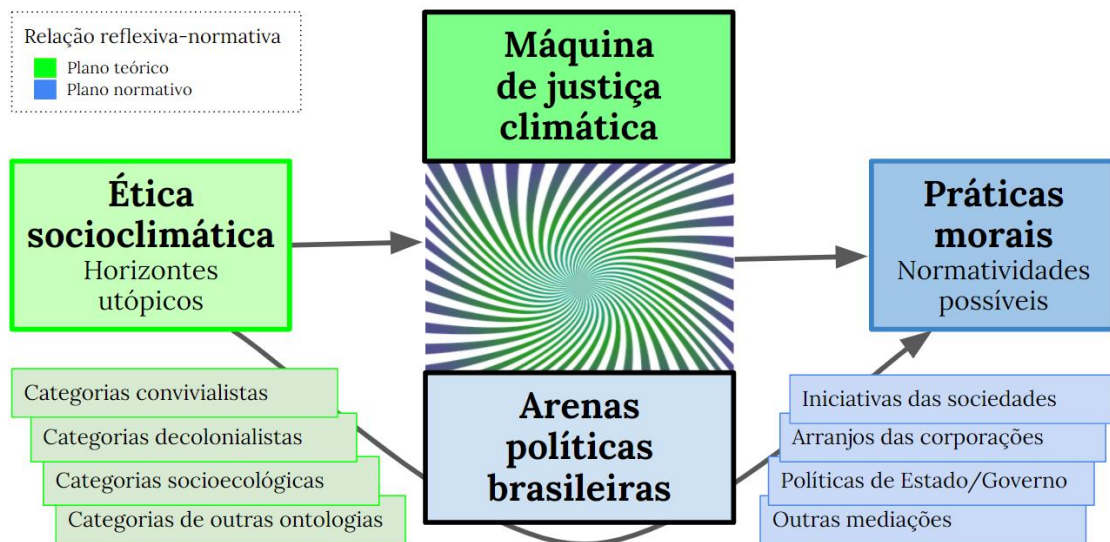 Relação reflexiva-normativa
Plano teórico
Plano normativo
Máquina
de justiça
climática
Ética
socioclimática
Horizontes
utópicos
Práticas
morais
Normatividades
possíveis
Categorias convivialistas
Categorias decolonialistas
Categorias socioecológicas
Categorias de outras ontologias
Arenas
políticas
brasileiras
Iniciativas das sociedades
Arranjos das corporações
Políticas de Estado/Governo
Outras mediações